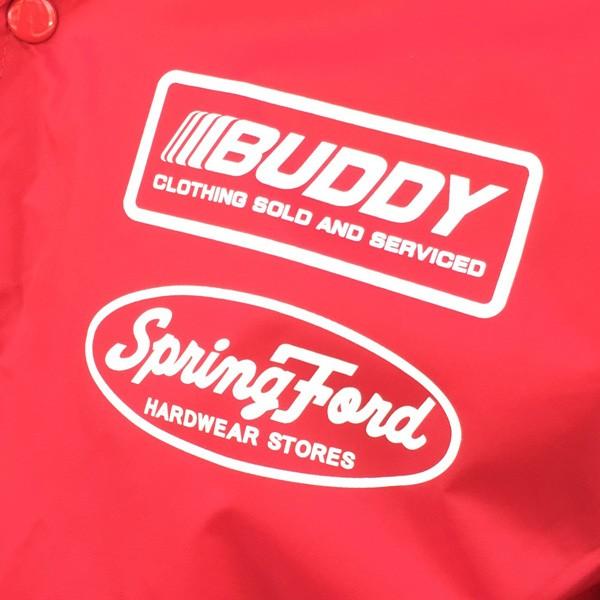 BUDDY
CLOTHING SOLD AND SERVICED
SpringFord
HARDWEAR STORES